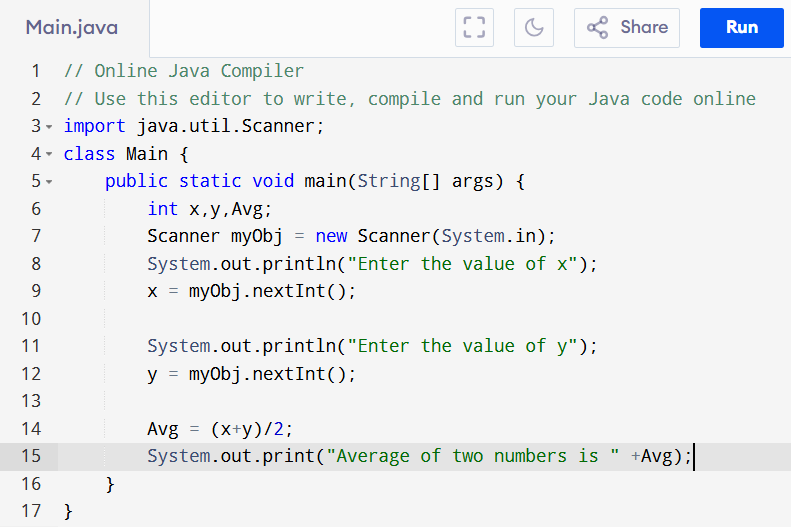 Main.java Share Run
1 // Online Java Compiler
2 // Use this editor to write, compile and run your Java code online
3 import java.util.Scanner;
4 class Main {
5     public static void main(String[] args) {
6         int x,y,Avg;
7         Scanner myObj = new Scanner(System.in);
8         System.out.println("Enter the value of x");
9         x = myObj.nextInt();
10
11         System.out.println("Enter the value of y");
12         y = myObj.nextInt();
13
14         Avg = (x+y)/2;
15         System.out.print("Average of two numbers is " +Avg);
16     }
17 }